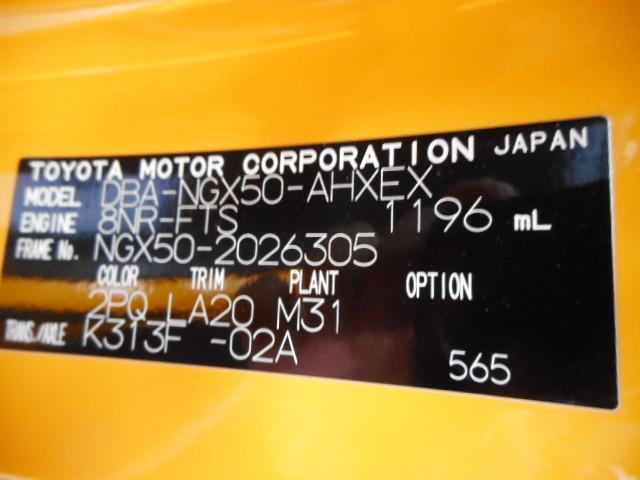 TOYOTA MOTOR CORPORATION JAPAN
MODEL DBA-NGX50-AHXEX
ENGINE 8NR-FTS 1196 mL
FRAME No. NGX50-2026305
COLOR TRIM PLANT OPTION
2PQ LA20 M31
TRANS./AXLE K313F -02A
565